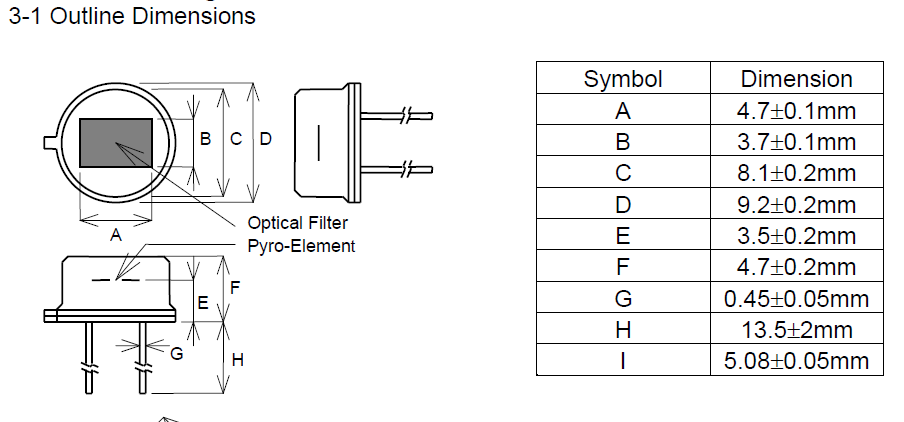 3-1 Outline Dimensions
B C D
Optical Filter
A
Pyro-Element
F
E
G
H
Symbol Dimension
A 4.7±0.1mm
B 3.7±0.1mm
C 8.1±0.2mm
D 9.2±0.2mm
E 3.5±0.2mm
F 4.7±0.2mm
G 0.45±0.05mm
H 13.5±2mm
I 5.08±0.05mm